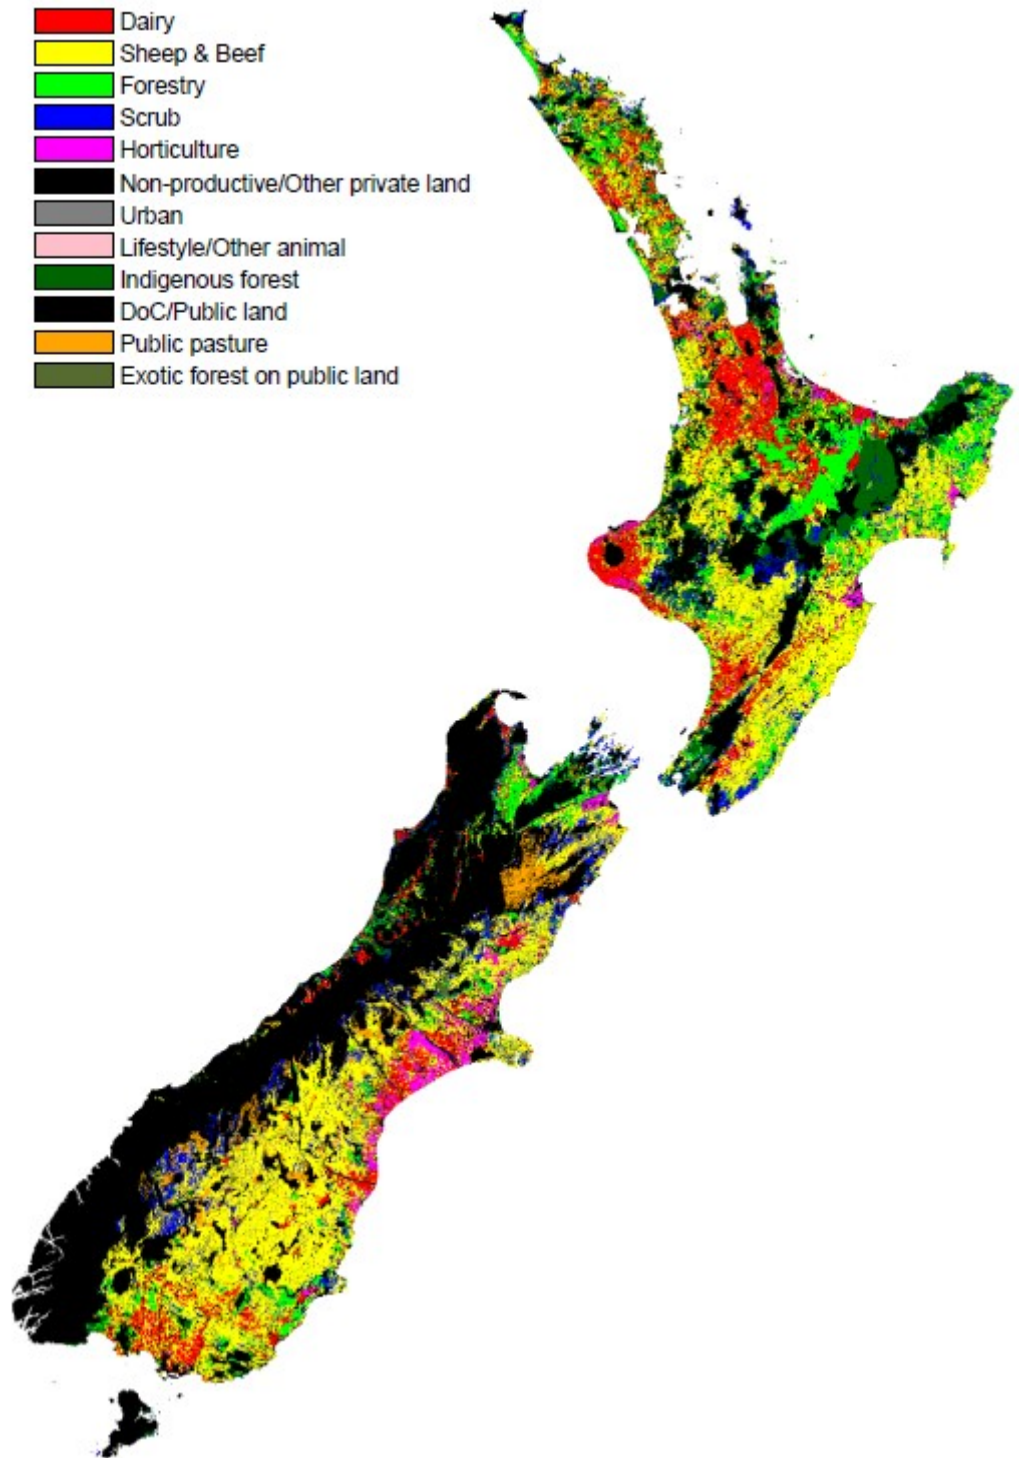 Dairy
Sheep & Beef
Forestry
Scrub
Horticulture
Non-productive/Other private land
Urban
Lifestyle/Other animal
Indigenous forest
DoC/Public land
Public pasture
Exotic forest on public land